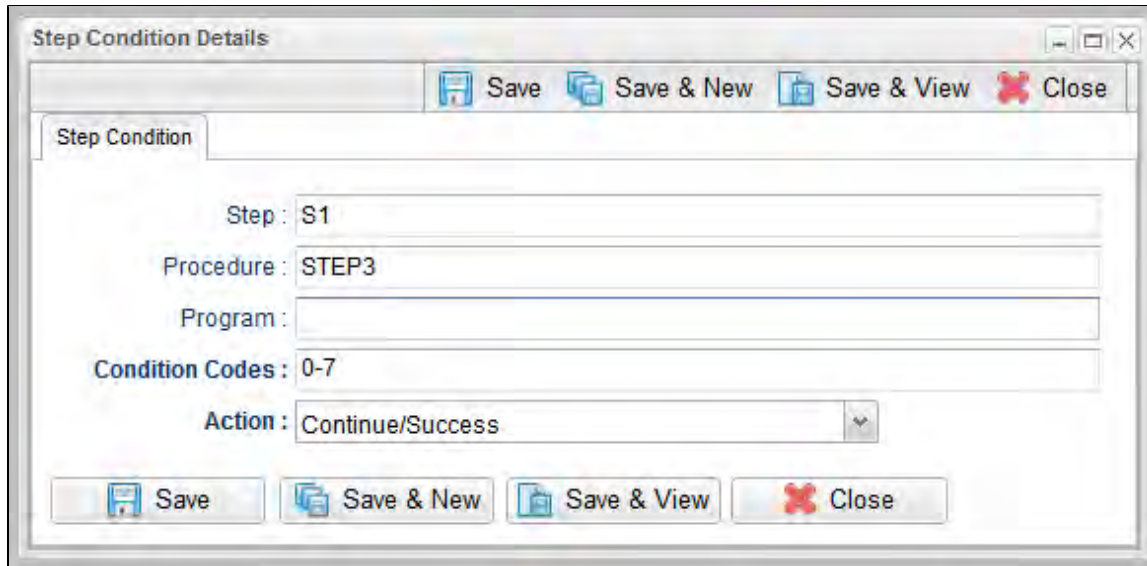 Step Condition Details
Save Save & New Save & View Close
Step Condition
Step : S1
Procedure : STEP3
Program :
Condition Codes : 0-7
Action : Continue/Success
Save Save & New Save & View Close